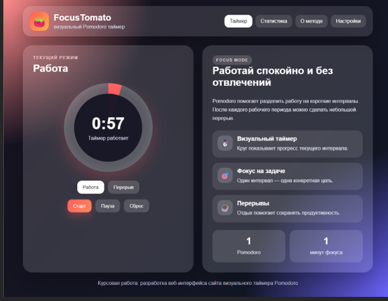 FocusTomato
визуальный Pomodoro таймер
Таймер
Статистика
О методе
Настройки
ТЕКУЩИЙ РЕЖИМ
Работа
0:57
Таймер работает
Работа
Перерыв
Старт
Пауза
Сброс
FOCUS MODE
Работай спокойно и без
отвлечений
Pomodoro помогает разделить работу на короткие интервалы.
После каждого рабочего периода можно сделать небольшой
перерыв.
Визуальный таймер
Круг показывает прогресс текущего интервала.
Фокус на задаче
Один интервал — одна конкретная цель.
Перерывы
Отдых помогает сохранять продуктивность.
1
Pomodoro
1
минут фокуса
Курсовая работа: разработка веб-интерфейса сайта визуального таймера Pomodoro